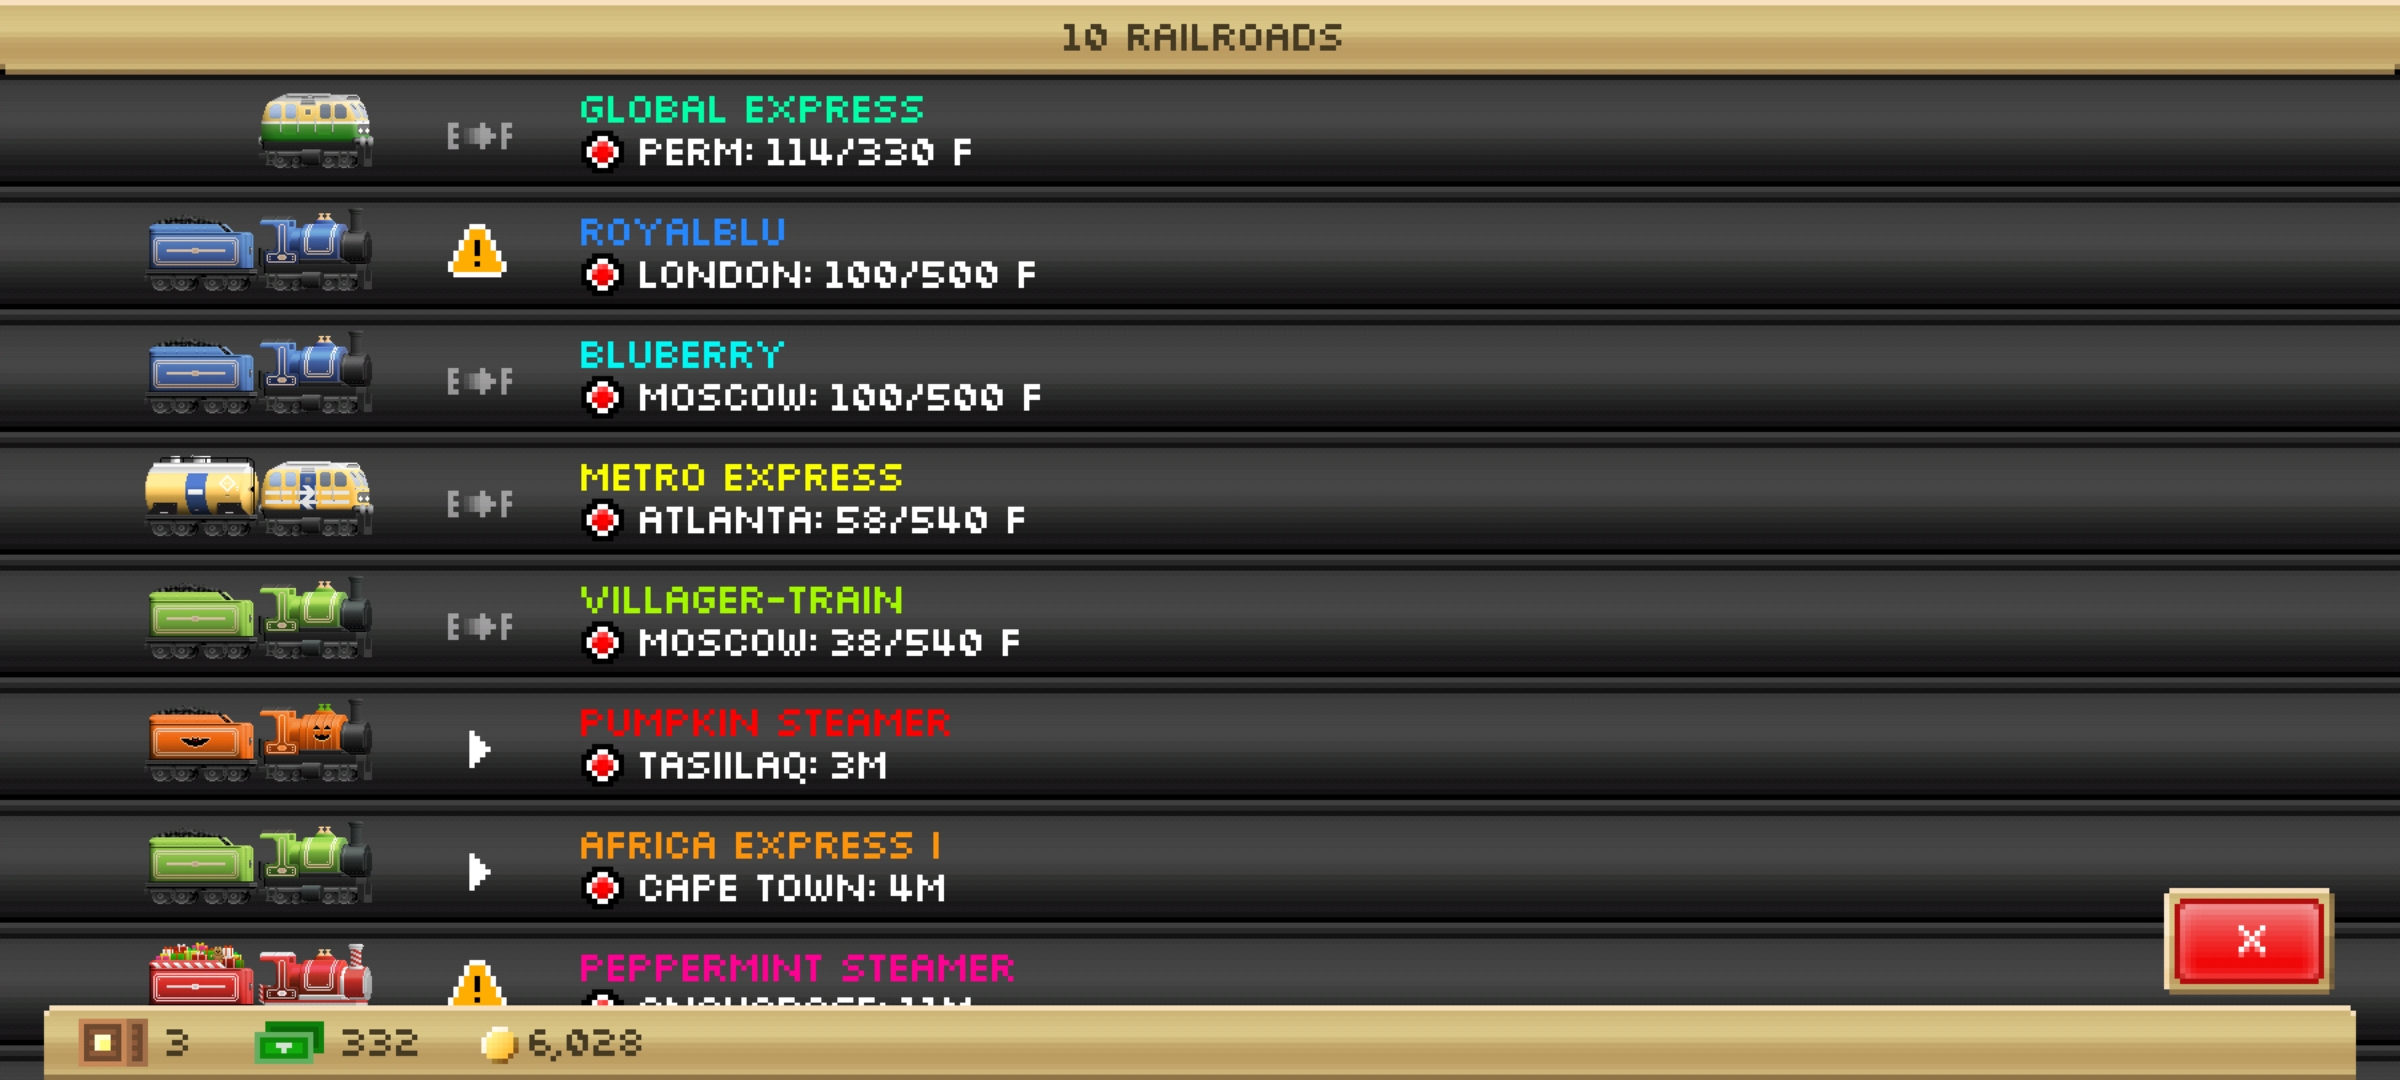 10 RAILROADS
GLOBAL EXPRESS
E F PERM: 114/330 F
ROYALBLU
LONDON: 100/500 F
BLUBERRY
E F MOSCOW: 100/500 F
METRO EXPRESS
E F ATLANTA: 58/540 F
VILLAGER-TRAIN
E F MOSCOW: 38/540 F
PUMPKIN STEAMER
TASIILAQ: 3M
AFRICA EXPRESS I
CAPE TOWN: 4M
PEPPERMINT STEAMER
X
3 332 6,028